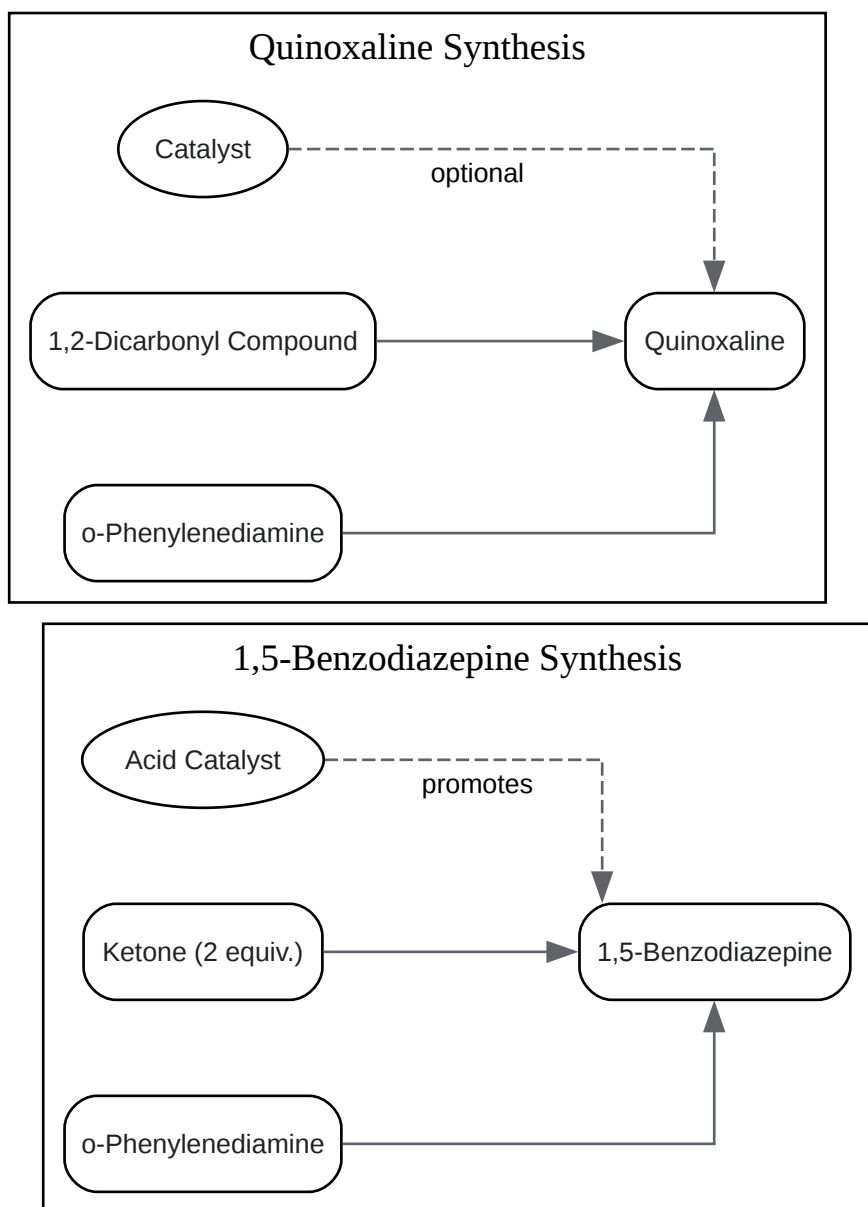 Quinoxaline Synthesis
Catalyst
optional
1,2-Dicarbonyl Compound
Quinoxaline
o-Phenylenediamine
1,5-Benzodiazepine Synthesis
Acid Catalyst
promotes
Ketone (2 equiv.)
1,5-Benzodiazepine
o-Phenylenediamine